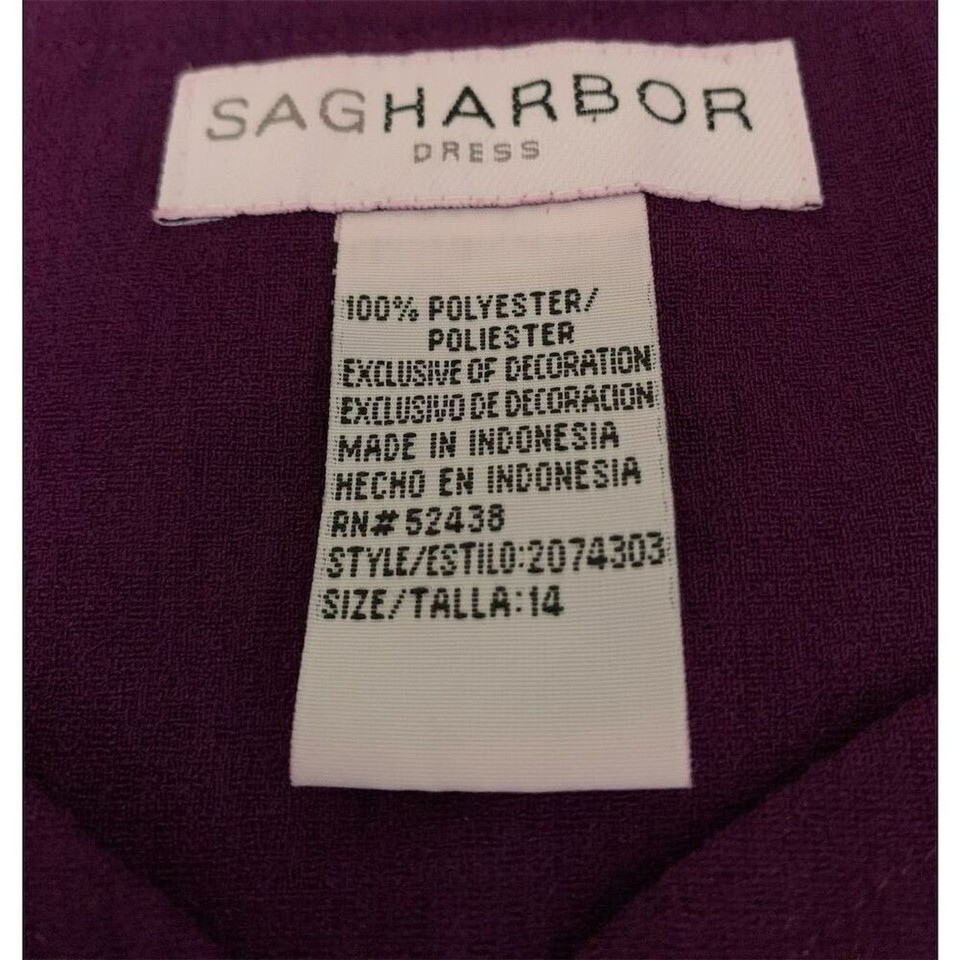 SAGHARBOR
DRESS
100% POLYESTER/
POLIESTER
EXCLUSIVE OF DECORATION
EXCLUSIVO DE DECORACION
MADE IN INDONESIA
HECHO EN INDONESIA
RN# 52438
STYLE/ESTILO:2074303
SIZE/TALLA:14